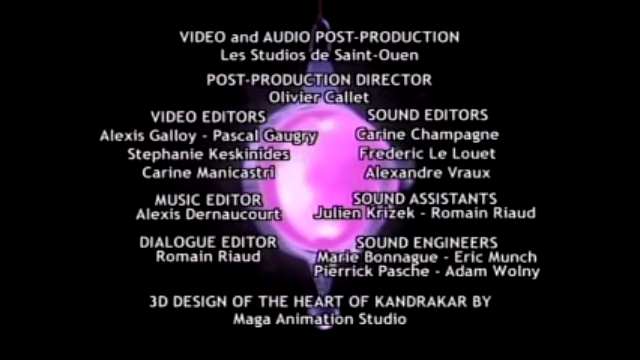 VIDEO and AUDIO POST-PRODUCTION
Les Studios de Saint-Ouen
POST-PRODUCTION DIRECTOR
Olivier Callet
VIDEO EDITORS
Alexis Galloy - Pascal Gaugry
Stephanie Keskinides
Carine Manicastri
SOUND EDITORS
Carine Champagne
Frederic Le Louet
Alexandre Vraux
MUSIC EDITOR
Alexis Dernaucourt
SOUND ASSISTANTS
Julien Krizek - Romain Riaud
DIALOGUE EDITOR
Romain Riaud
SOUND ENGINEERS
Marie Bonnague - Eric Munch
Pierrick Pasche - Adam Wolny
3D DESIGN OF THE HEART OF KANDRAKAR BY
Maga Animation Studio